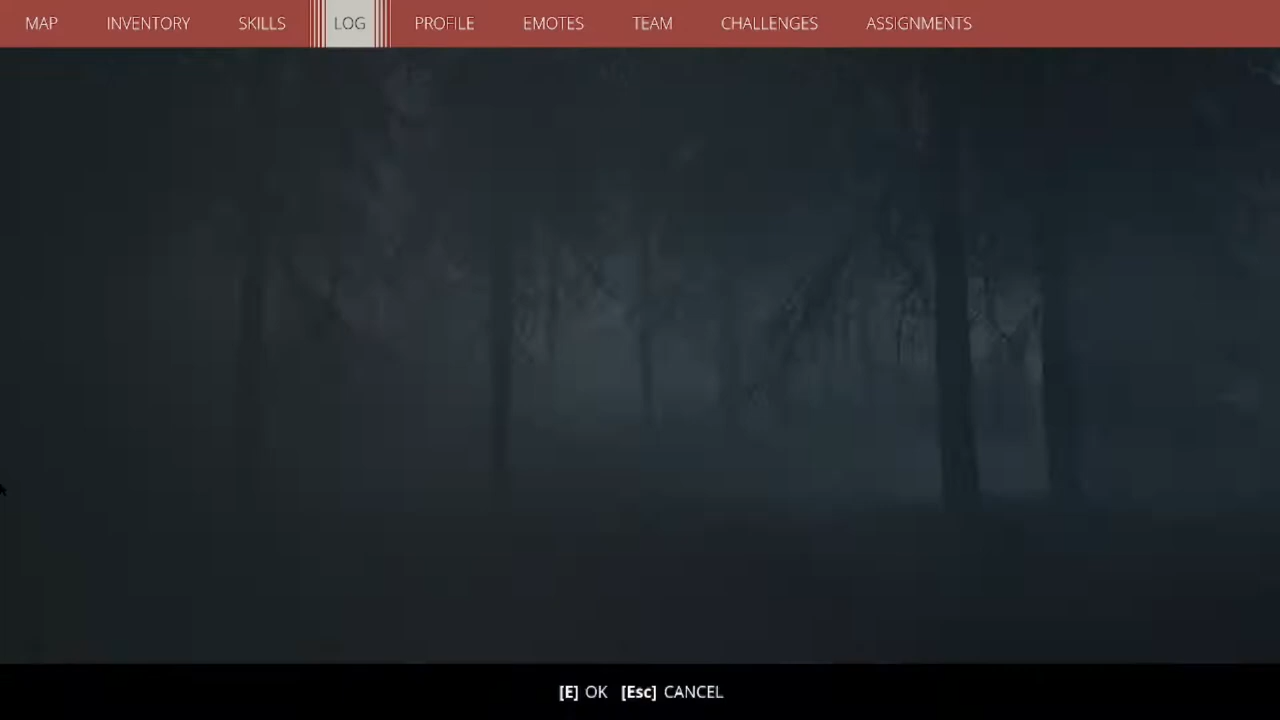 MAP INVENTORY SKILLS LOG PROFILE EMOTES TEAM CHALLENGES ASSIGNMENTS
[E] OK [Esc] CANCEL